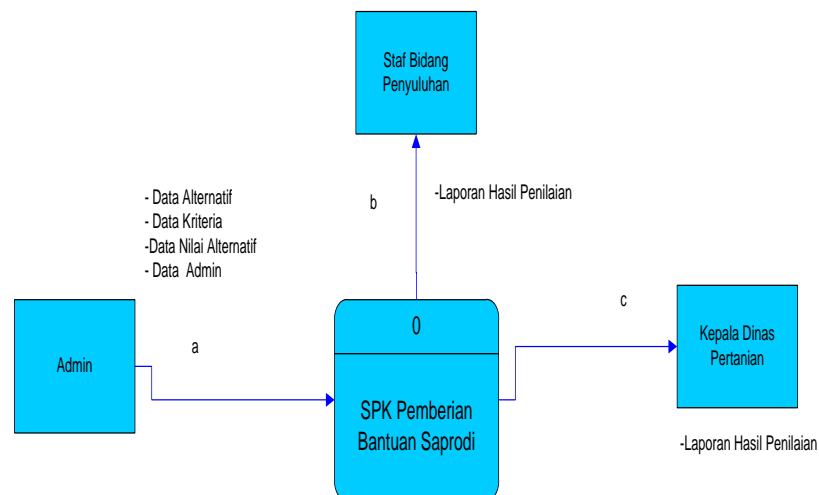 Staf Bidang
Penyuluhan
- Data Alternatif
- Data Kriteria
-Data Nilai Alternatif
- Data Admin
b
-Laporan Hasil Penilaian
Admin
a
0
SPK Pemberian
Bantuan Saprodi
c
Kepala Dinas
Pertanian
-Laporan Hasil Penilaian